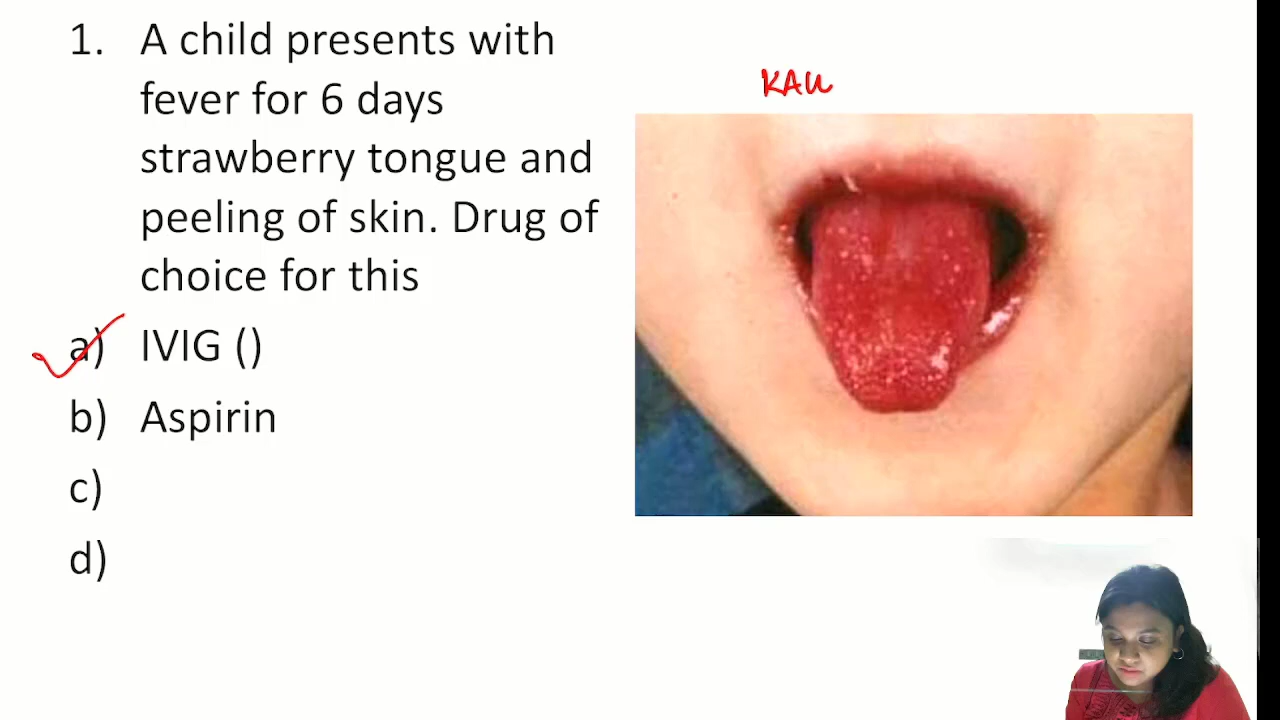 1. A child presents with
fever for 6 days
strawberry tongue and
peeling of skin. Drug of
choice for this
a) IVIG ()
b) Aspirin
c)
d)
KAW